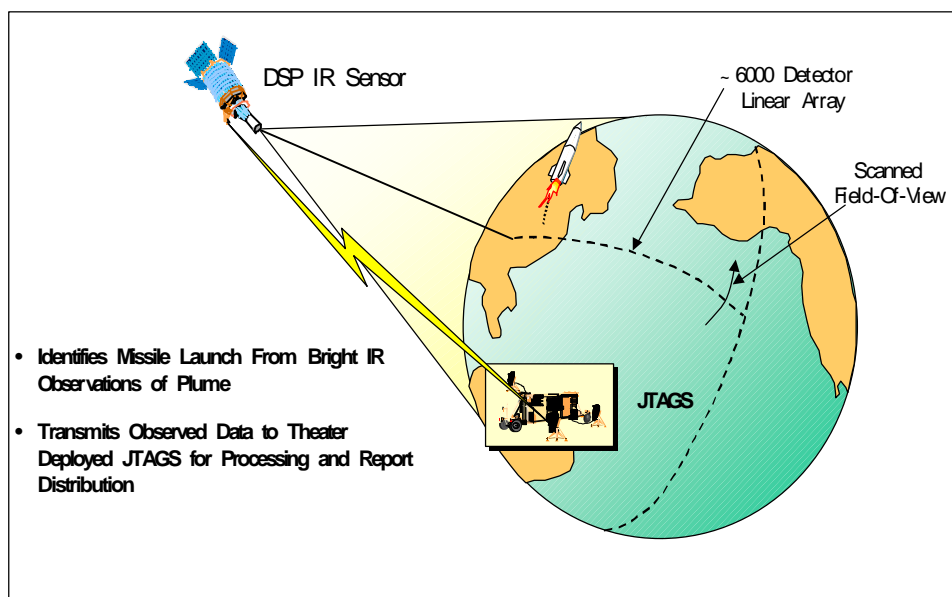 DSP IR Sensor
~ 6000 Detector
Linear Array
Scanned
Field-Of-View
• Identifies Missile Launch From Bright IR
Observations of Plume
• Transmits Observed Data to Theater
Deployed JTAGS for Processing and Report
Distribution
JTAGS